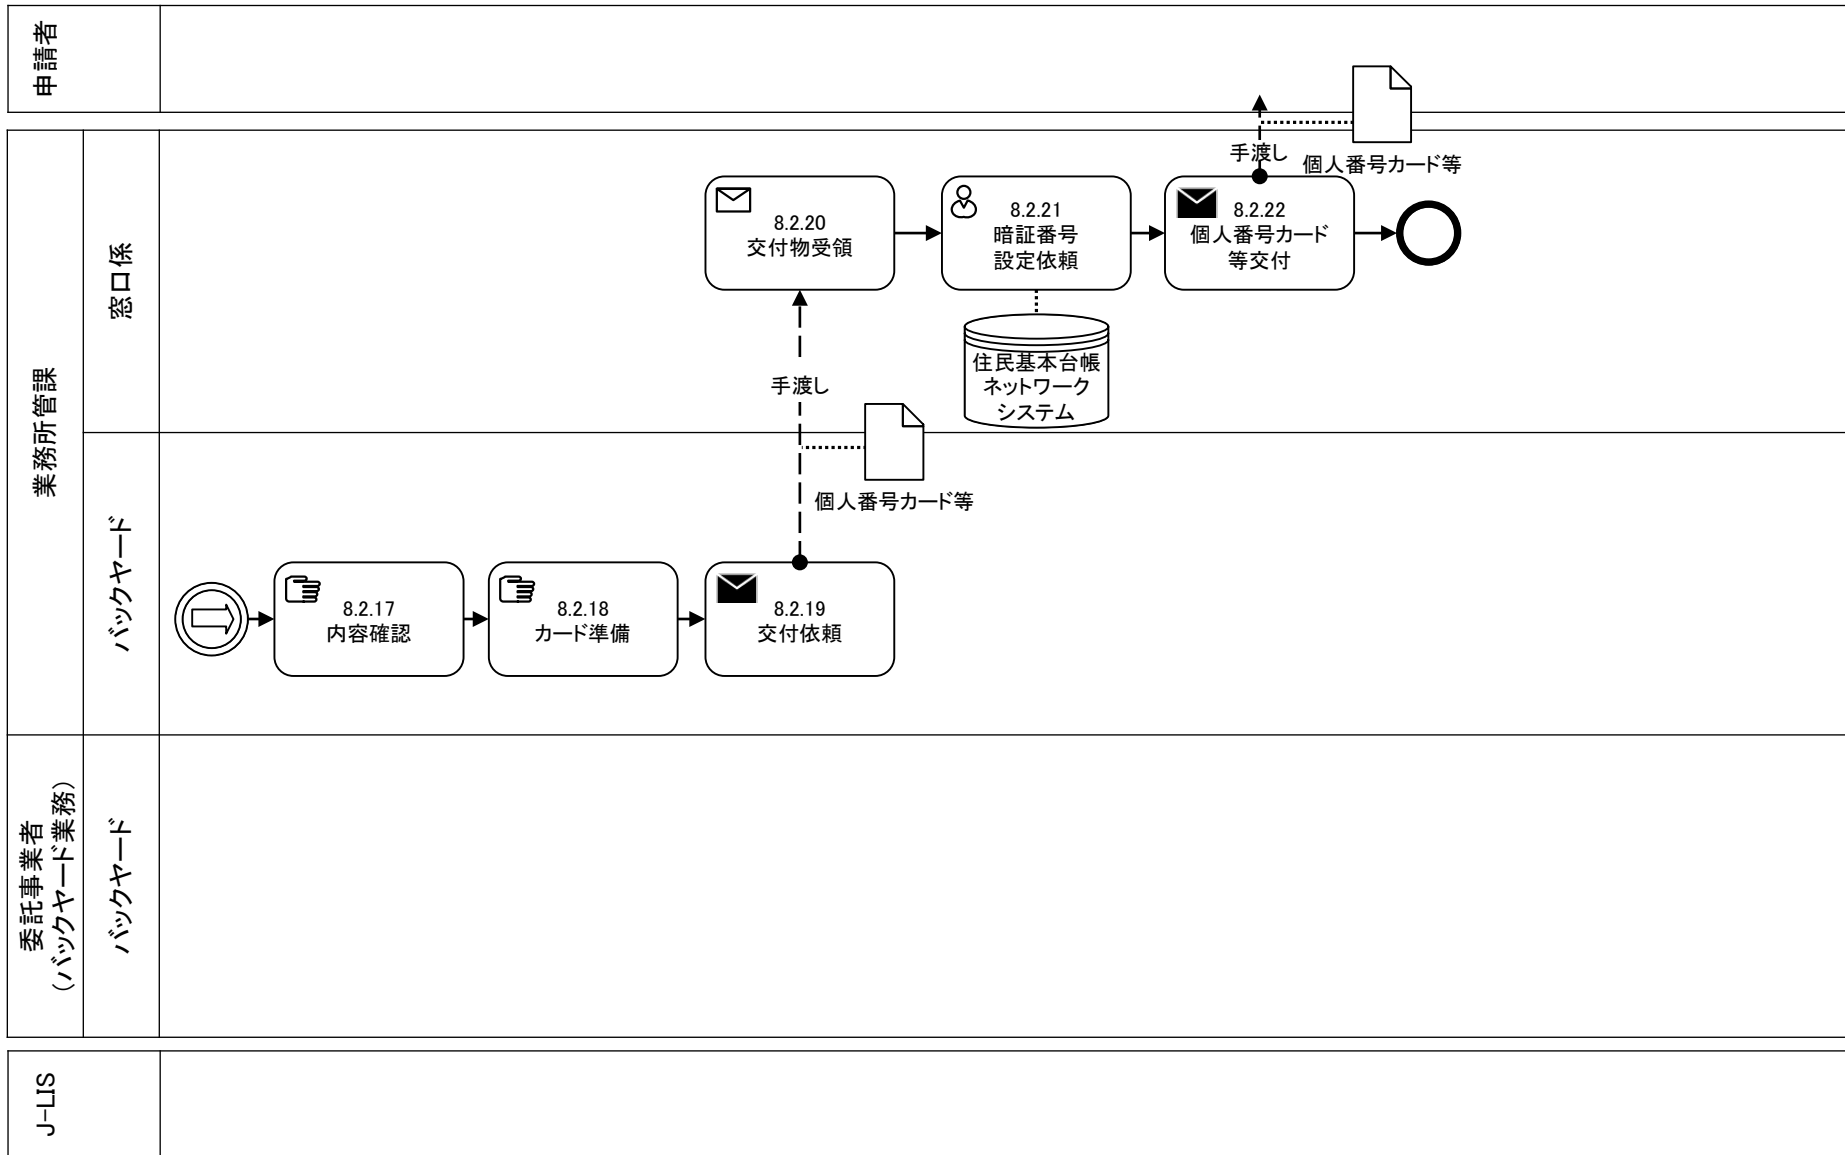 申請者
手渡し
個人番号カード等
業務所管課
窓口係
8.2.20
交付物受領
8.2.21
暗証番号
設定依頼
8.2.22
個人番号カード
等交付
住民基本台帳
ネットワーク
システム
手渡し
個人番号カード等
バックヤード
8.2.17
内容確認
8.2.18
カード準備
8.2.19
交付依頼
委託事業者
（バックヤード業務）
バックヤード
J-LIS